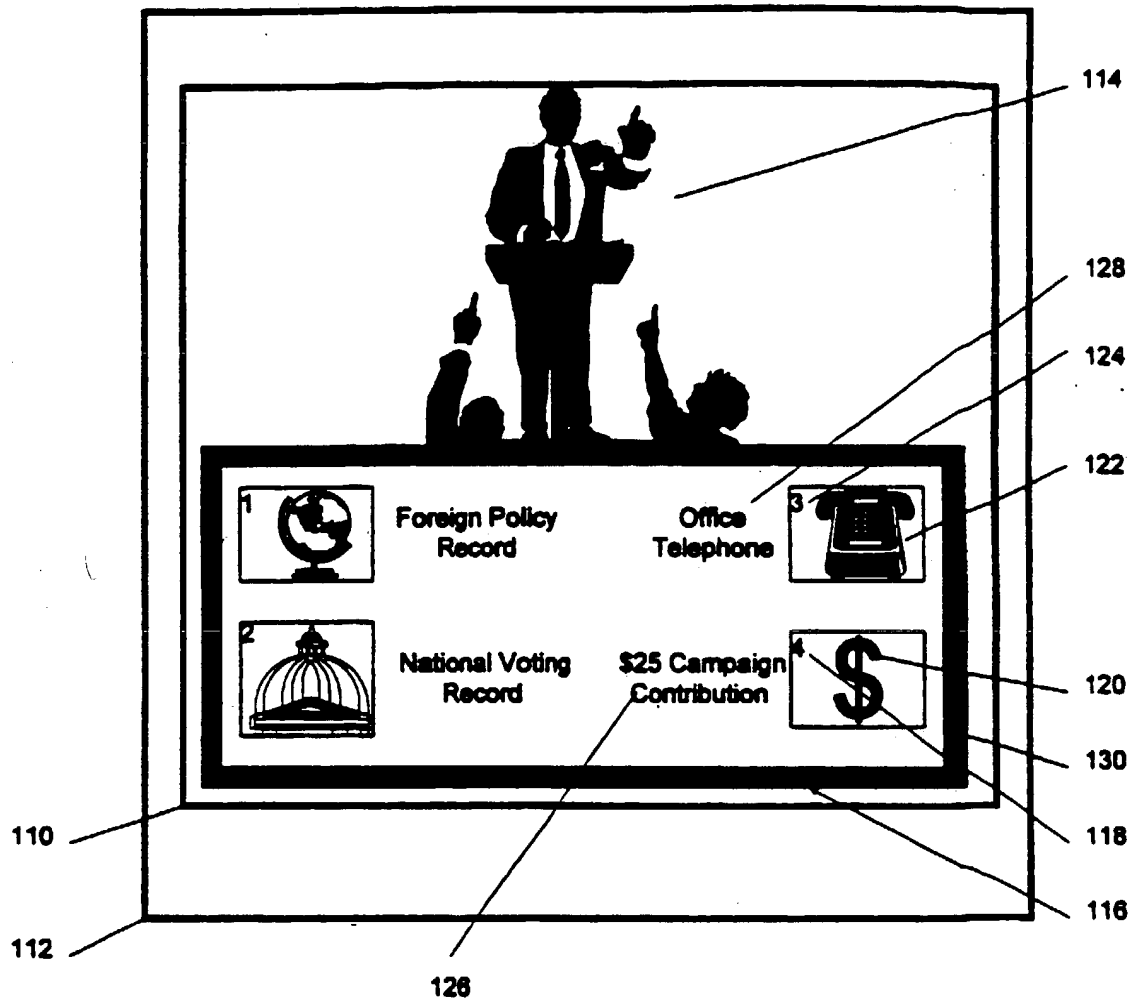 114
128
124
122
1
Foreign Policy
Record
Office
Telephone
3
2
National Voting
Record
$25 Campaign
Contribution
4
$
120
130
118
116
110
112
126